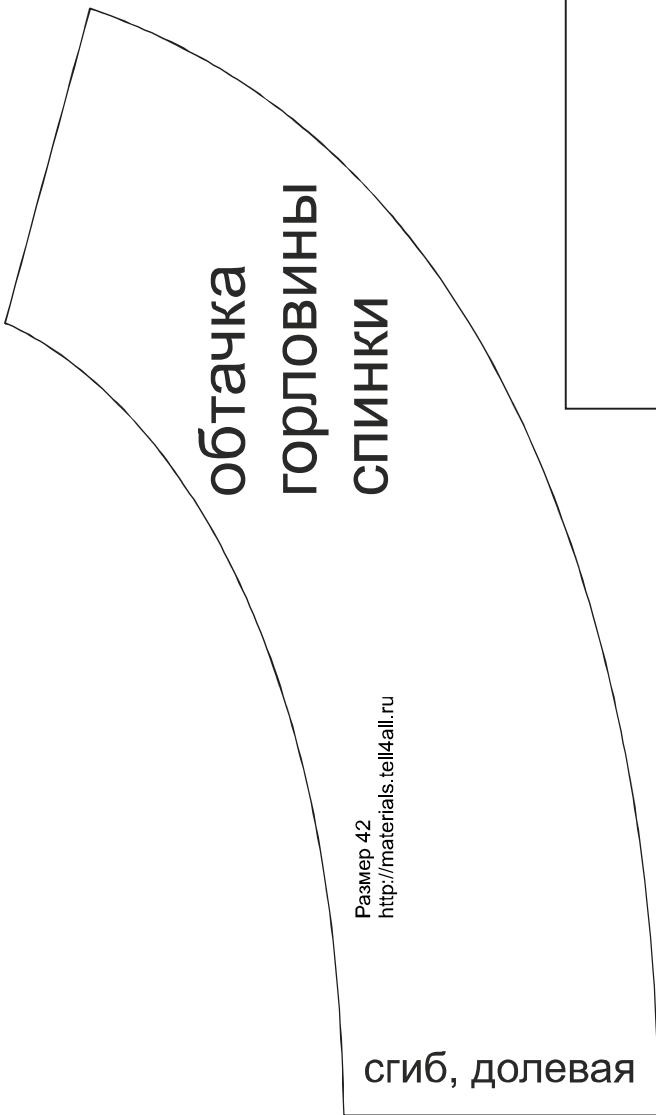 обтачка
горловины
спинки
Размер 42
http://materials.tell4all.ru
сгиб, долевая